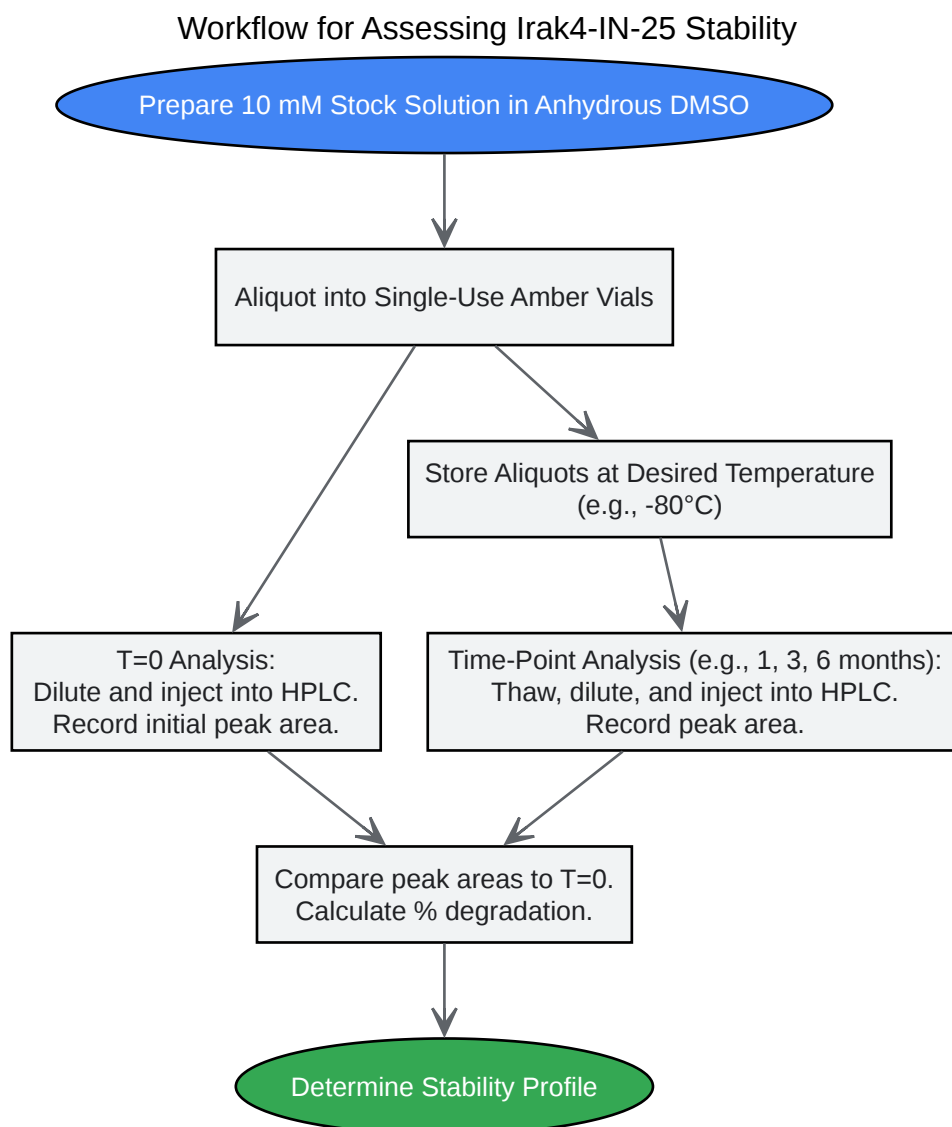 Workflow for Assessing Irak4-IN-25 Stability
Prepare 10 mM Stock Solution in Anhydrous DMSO
Aliquot into Single-Use Amber Vials
Store Aliquots at Desired Temperature
(e.g., -80°C)
T=0 Analysis:
Dilute and inject into HPLC.
Record initial peak area.
Time-Point Analysis (e.g., 1, 3, 6 months):
Thaw, dilute, and inject into HPLC.
Record peak area.
Compare peak areas to T=0.
Calculate % degradation.
Determine Stability Profile